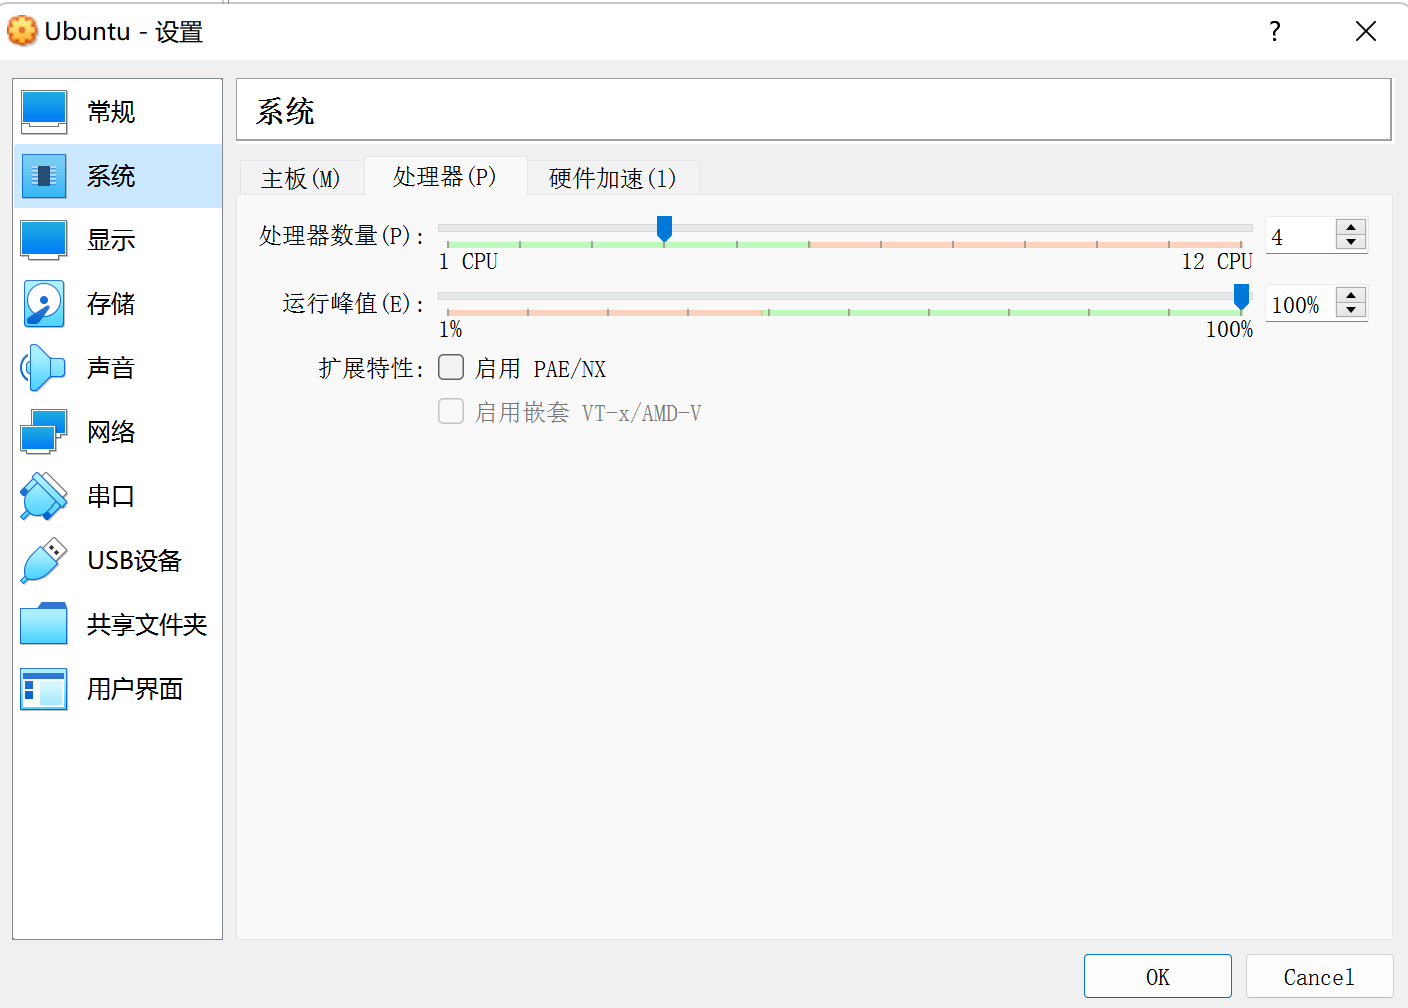 Ubuntu - 设置
?
常规
系统
显示
存储
声音
网络
串口
USB设备
共享文件夹
用户界面
系统
主板(M) 处理器(P) 硬件加速(l)
处理器数量(P): 4
1 CPU 12 CPU
运行峰值(E): 100%
1% 100%
扩展特性: 启用 PAE/NX
启用嵌套 VT-x/AMD-V
OK Cancel